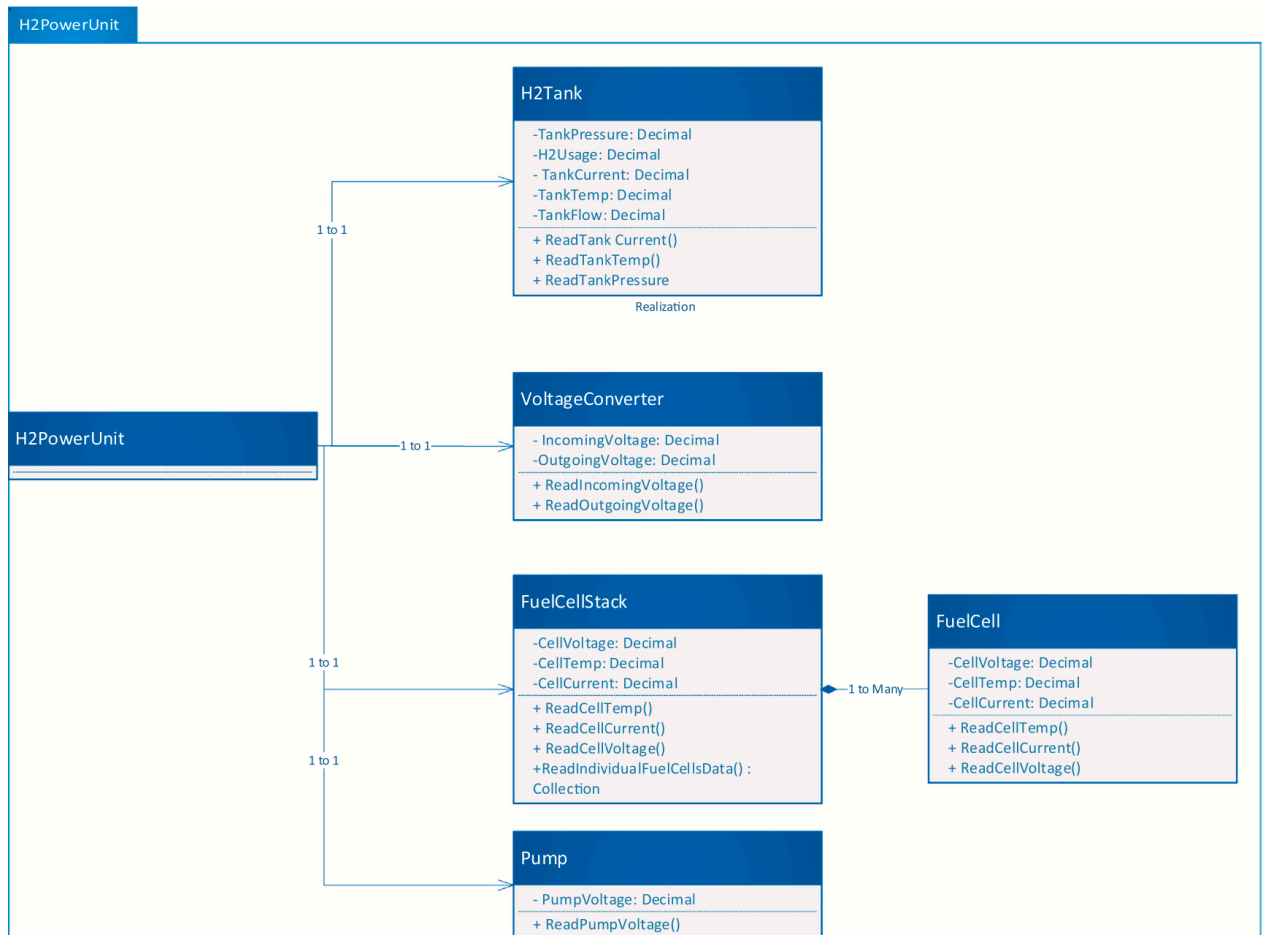 H2PowerUnit
H2Tank
-TankPressure: Decimal
-H2Usage: Decimal
- TankCurrent: Decimal
-TankTemp: Decimal
-TankFlow: Decimal
+ ReadTank Current()
+ ReadTankTemp()
+ ReadTankPressure
Realization
1 to 1
VoltageConverter
- IncomingVoltage: Decimal
-OutgoingVoltage: Decimal
+ ReadIncomingVoltage()
+ ReadOutgoingVoltage()
H2PowerUnit
1 to 1
FuelCellStack
-CellVoltage: Decimal
-CellTemp: Decimal
-CellCurrent: Decimal
+ ReadCellTemp()
+ ReadCellCurrent()
+ ReadCellVoltage()
+ReadIndividualFuelCellsData() :
Collection
1 to 1
1 to Many
FuelCell
-CellVoltage: Decimal
-CellTemp: Decimal
-CellCurrent: Decimal
+ ReadCellTemp()
+ ReadCellCurrent()
+ ReadCellVoltage()
1 to 1
Pump
- PumpVoltage: Decimal
+ ReadPumpVoltage()